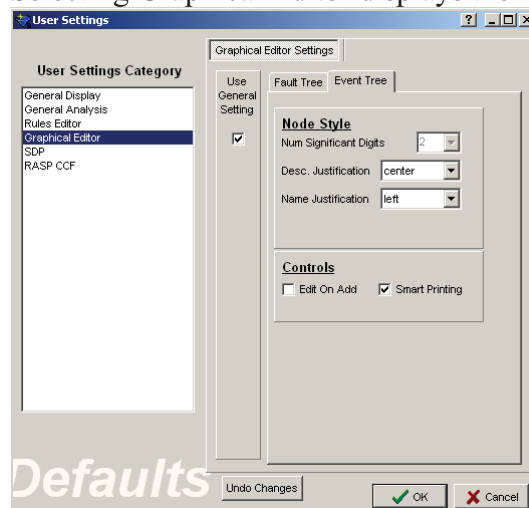 User Settings
User Settings Category
General Display
General Analysis
Rules Editor
Graphical Editor
SDP
RASP CCF
Graphical Editor Settings
Use
General
Setting
Fault Tree
Event Tree
Node Style
Num Significant Digits 2
Desc. Justification center
Name Justification left
Controls
Edit On Add Smart Printing
Defaults
Undo Changes
OK
Cancel